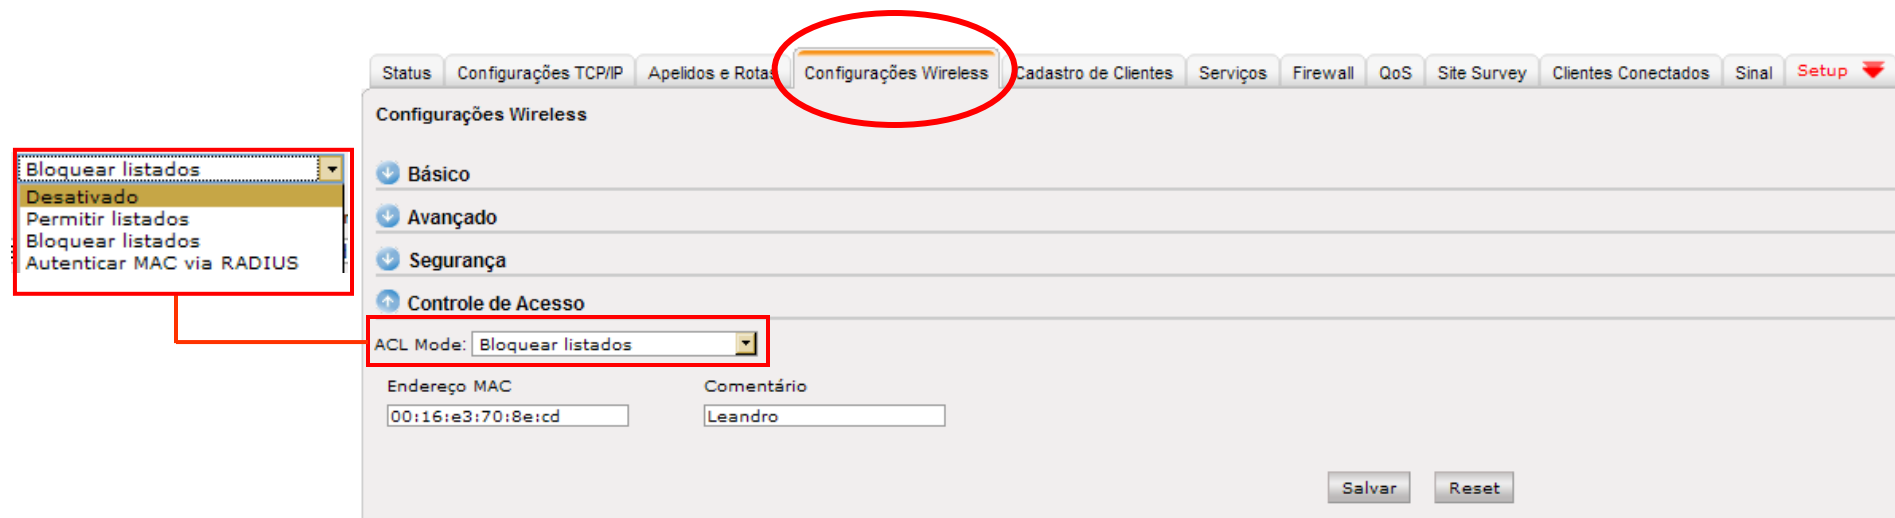 Status Configurações TCP/IP Apelidos e Rotas Configurações Wireless Cadastro de Clientes Serviços Firewall QoS Site Survey Clientes Conectados Sinal Setup
Configurações Wireless
Bloquear listados
Desativado
Permitir listados
Bloquear listados
Autenticar MAC via RADIUS
Básico
Avançado
Segurança
Controle de Acesso
ACL Mode: Bloquear listados
Endereço MAC Comentário
00:16:e3:70:8e:cd Leandro
Salvar Reset